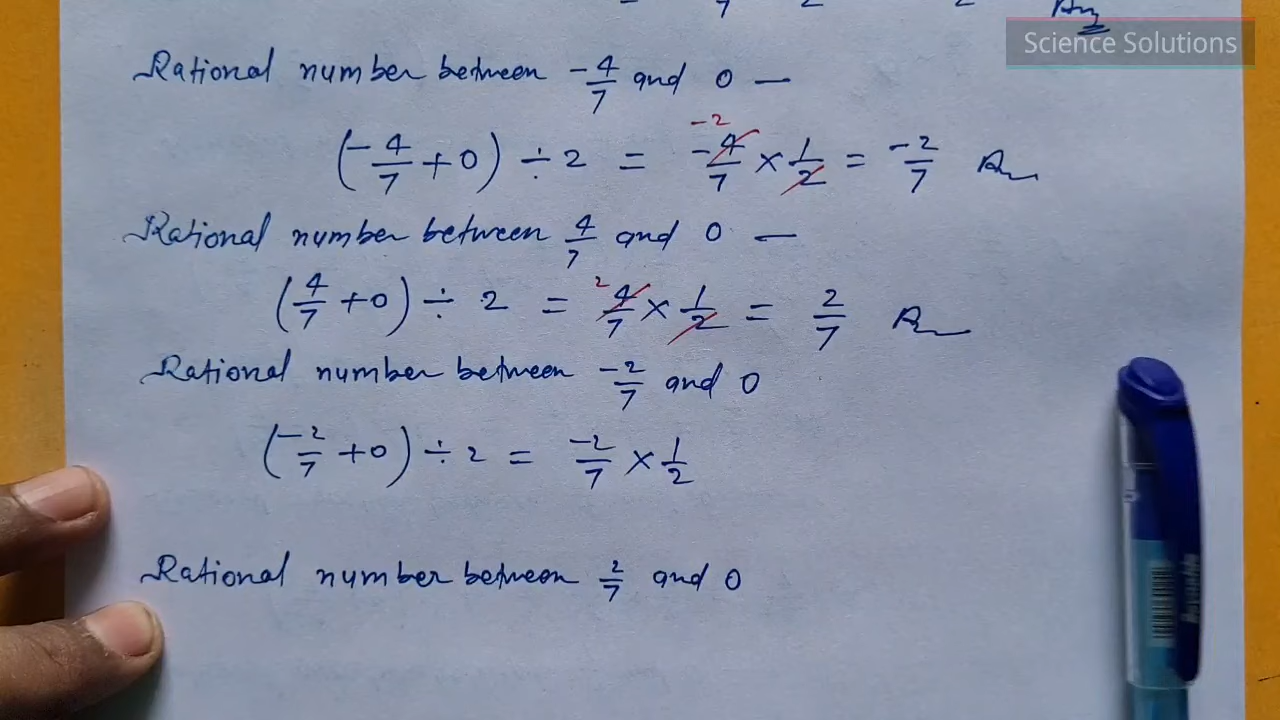 Science Solutions
Rational number between -4/7 and 0 —
(-4/7 + 0) ÷ 2 = -4/7 × 1/2 = -2/7 Ans
-2
Rational number between 4/7 and 0 —
(4/7 + 0) ÷ 2 = 4/7 × 1/2 = 2/7 Ans
2
Rational number between -2/7 and 0
(-2/7 + 0) ÷ 2 = -2/7 × 1/2
Rational number between 2/7 and 0